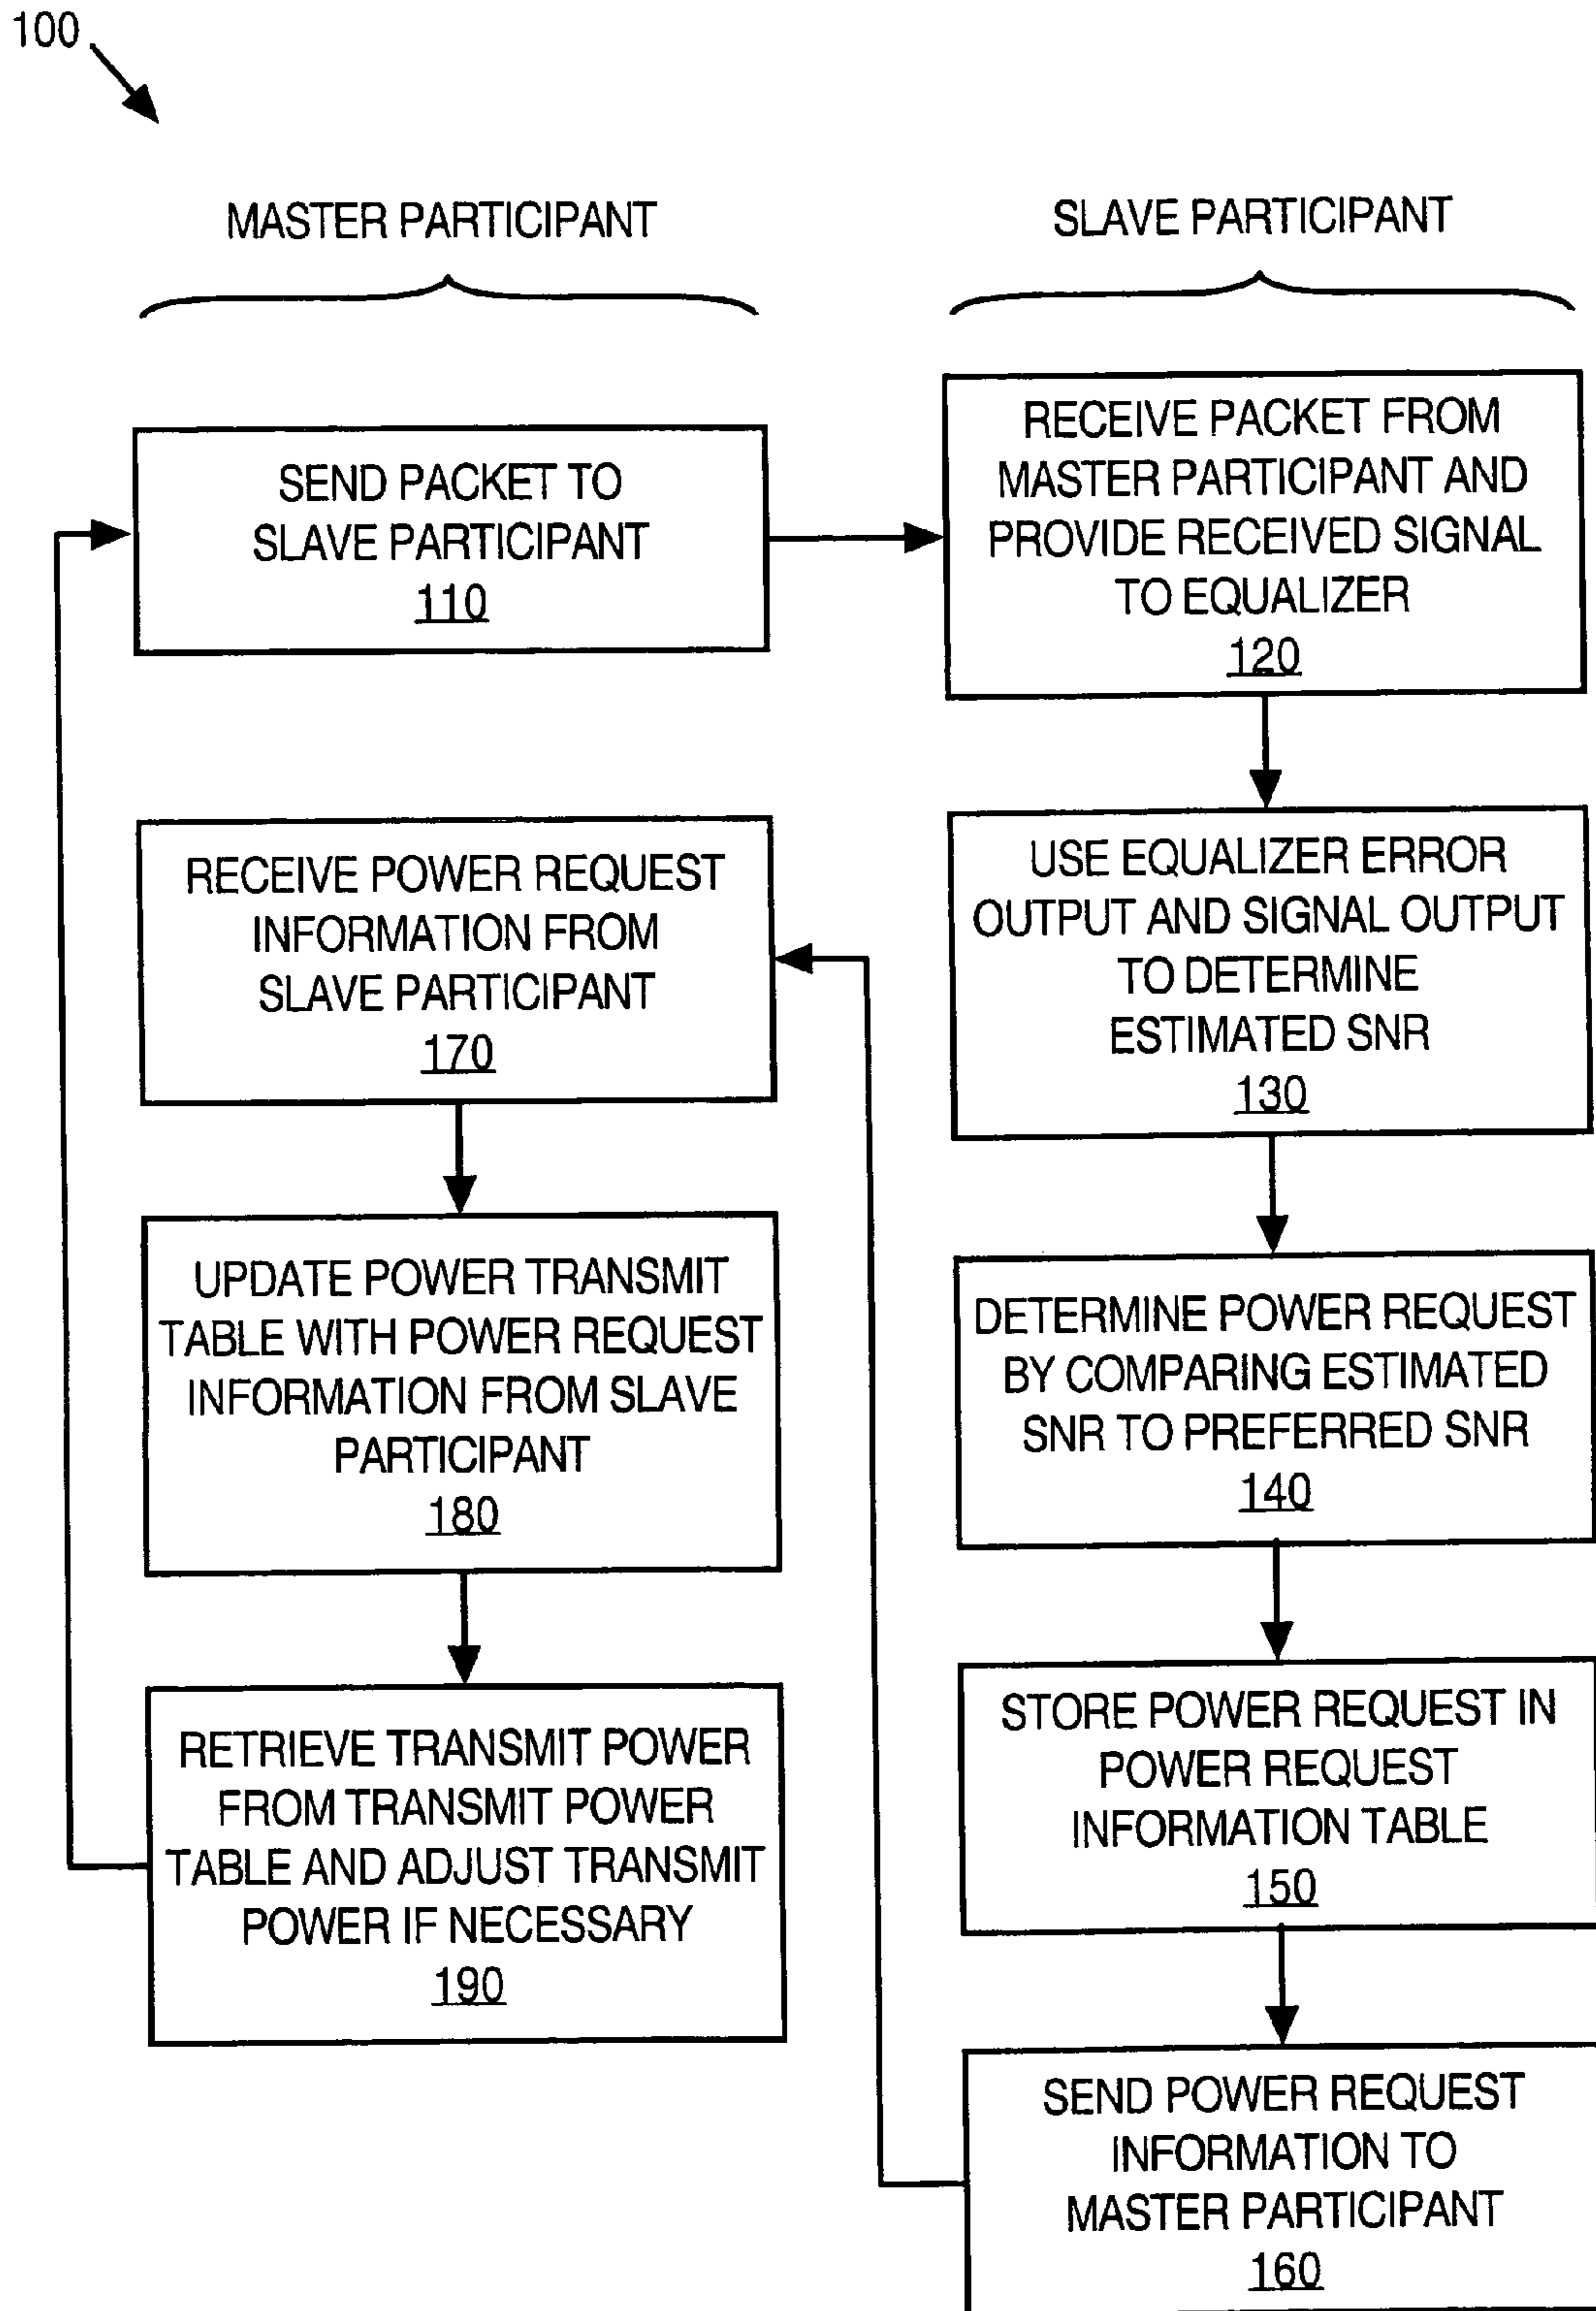 100
MASTER PARTICIPANT
SLAVE PARTICIPANT
SEND PACKET TO
SLAVE PARTICIPANT
110
RECEIVE PACKET FROM
MASTER PARTICIPANT AND
PROVIDE RECEIVED SIGNAL
TO EQUALIZER
120
USE EQUALIZER ERROR
OUTPUT AND SIGNAL OUTPUT
TO DETERMINE
ESTIMATED SNR
130
DETERMINE POWER REQUEST
BY COMPARING ESTIMATED
SNR TO PREFERRED SNR
140
STORE POWER REQUEST IN
POWER REQUEST
INFORMATION TABLE
150
SEND POWER REQUEST
INFORMATION TO
MASTER PARTICIPANT
160
RECEIVE POWER REQUEST
INFORMATION FROM
SLAVE PARTICIPANT
170
UPDATE POWER TRANSMIT
TABLE WITH POWER REQUEST
INFORMATION FROM SLAVE
PARTICIPANT
180
RETRIEVE TRANSMIT POWER
FROM TRANSMIT POWER
TABLE AND ADJUST TRANSMIT
POWER IF NECESSARY
190